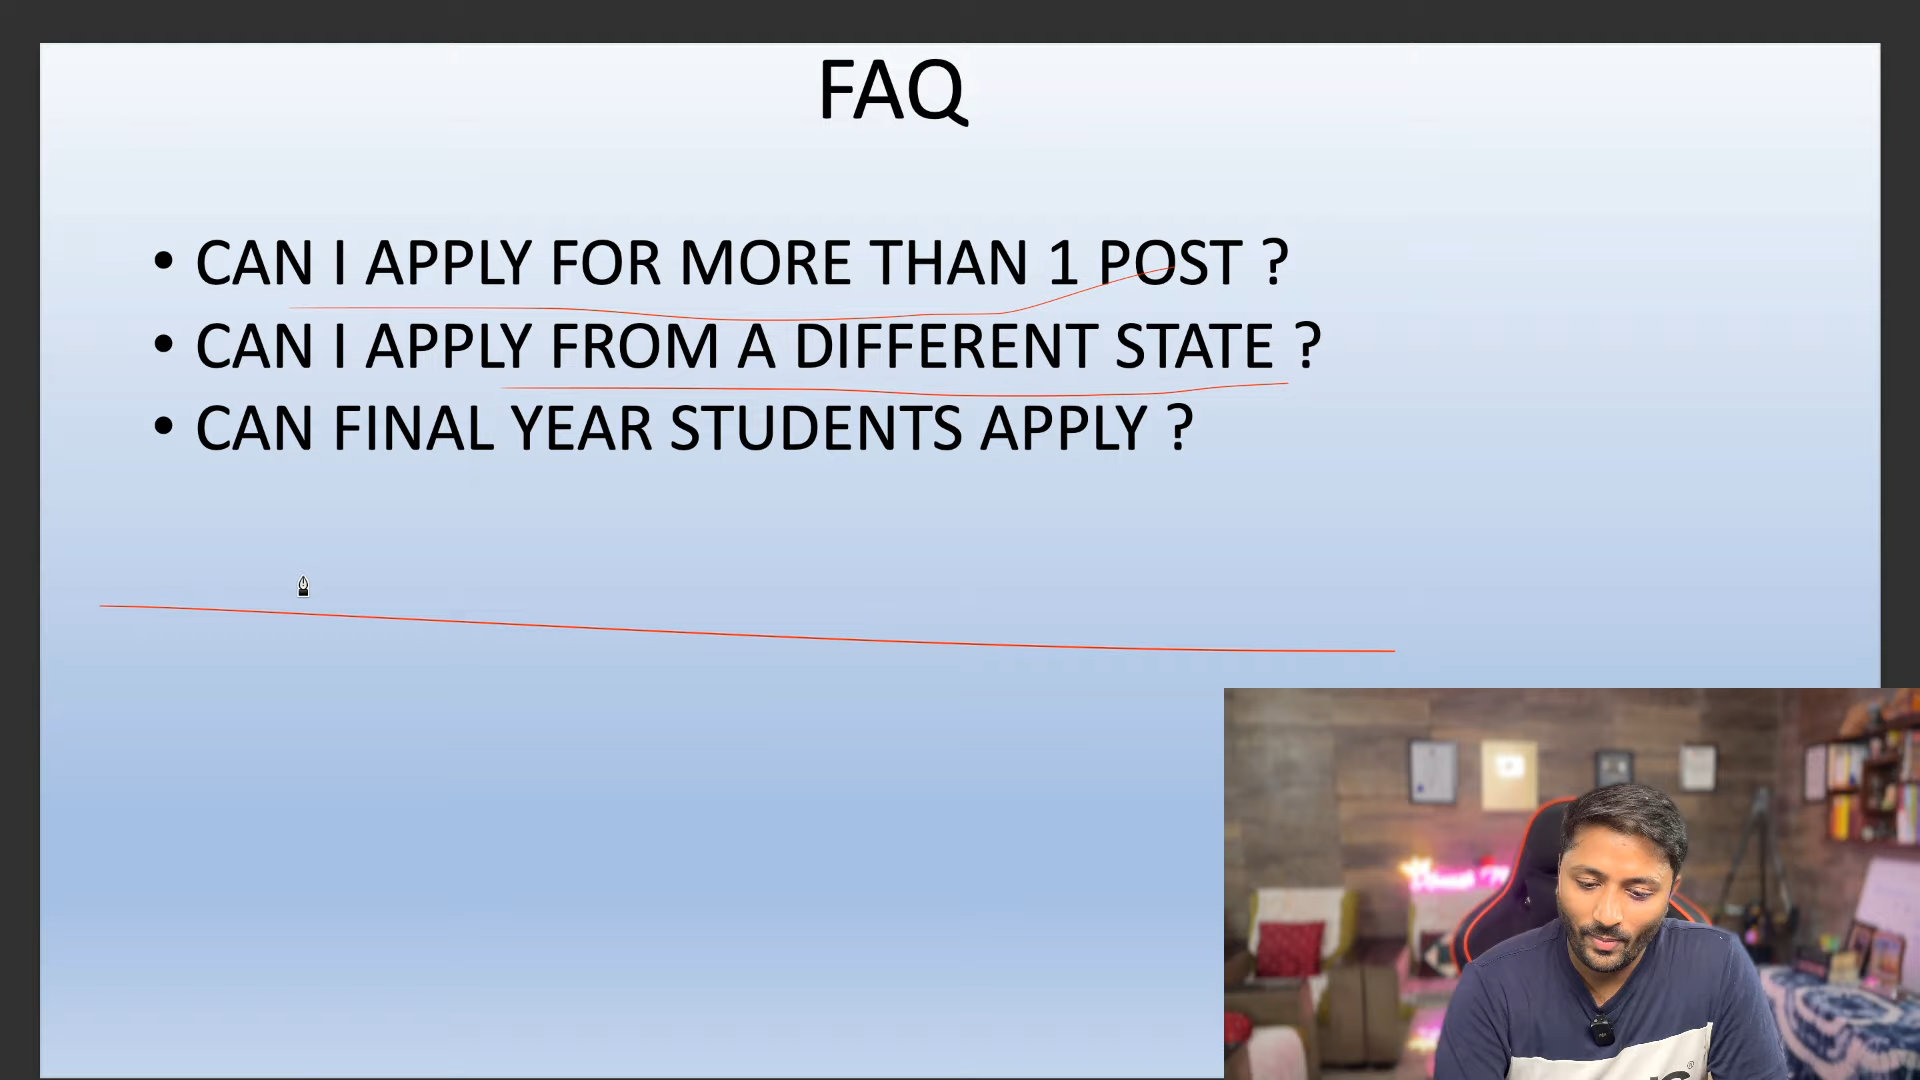 FAQ
• CAN I APPLY FOR MORE THAN 1 POST ?
• CAN I APPLY FROM A DIFFERENT STATE ?
• CAN FINAL YEAR STUDENTS APPLY ?